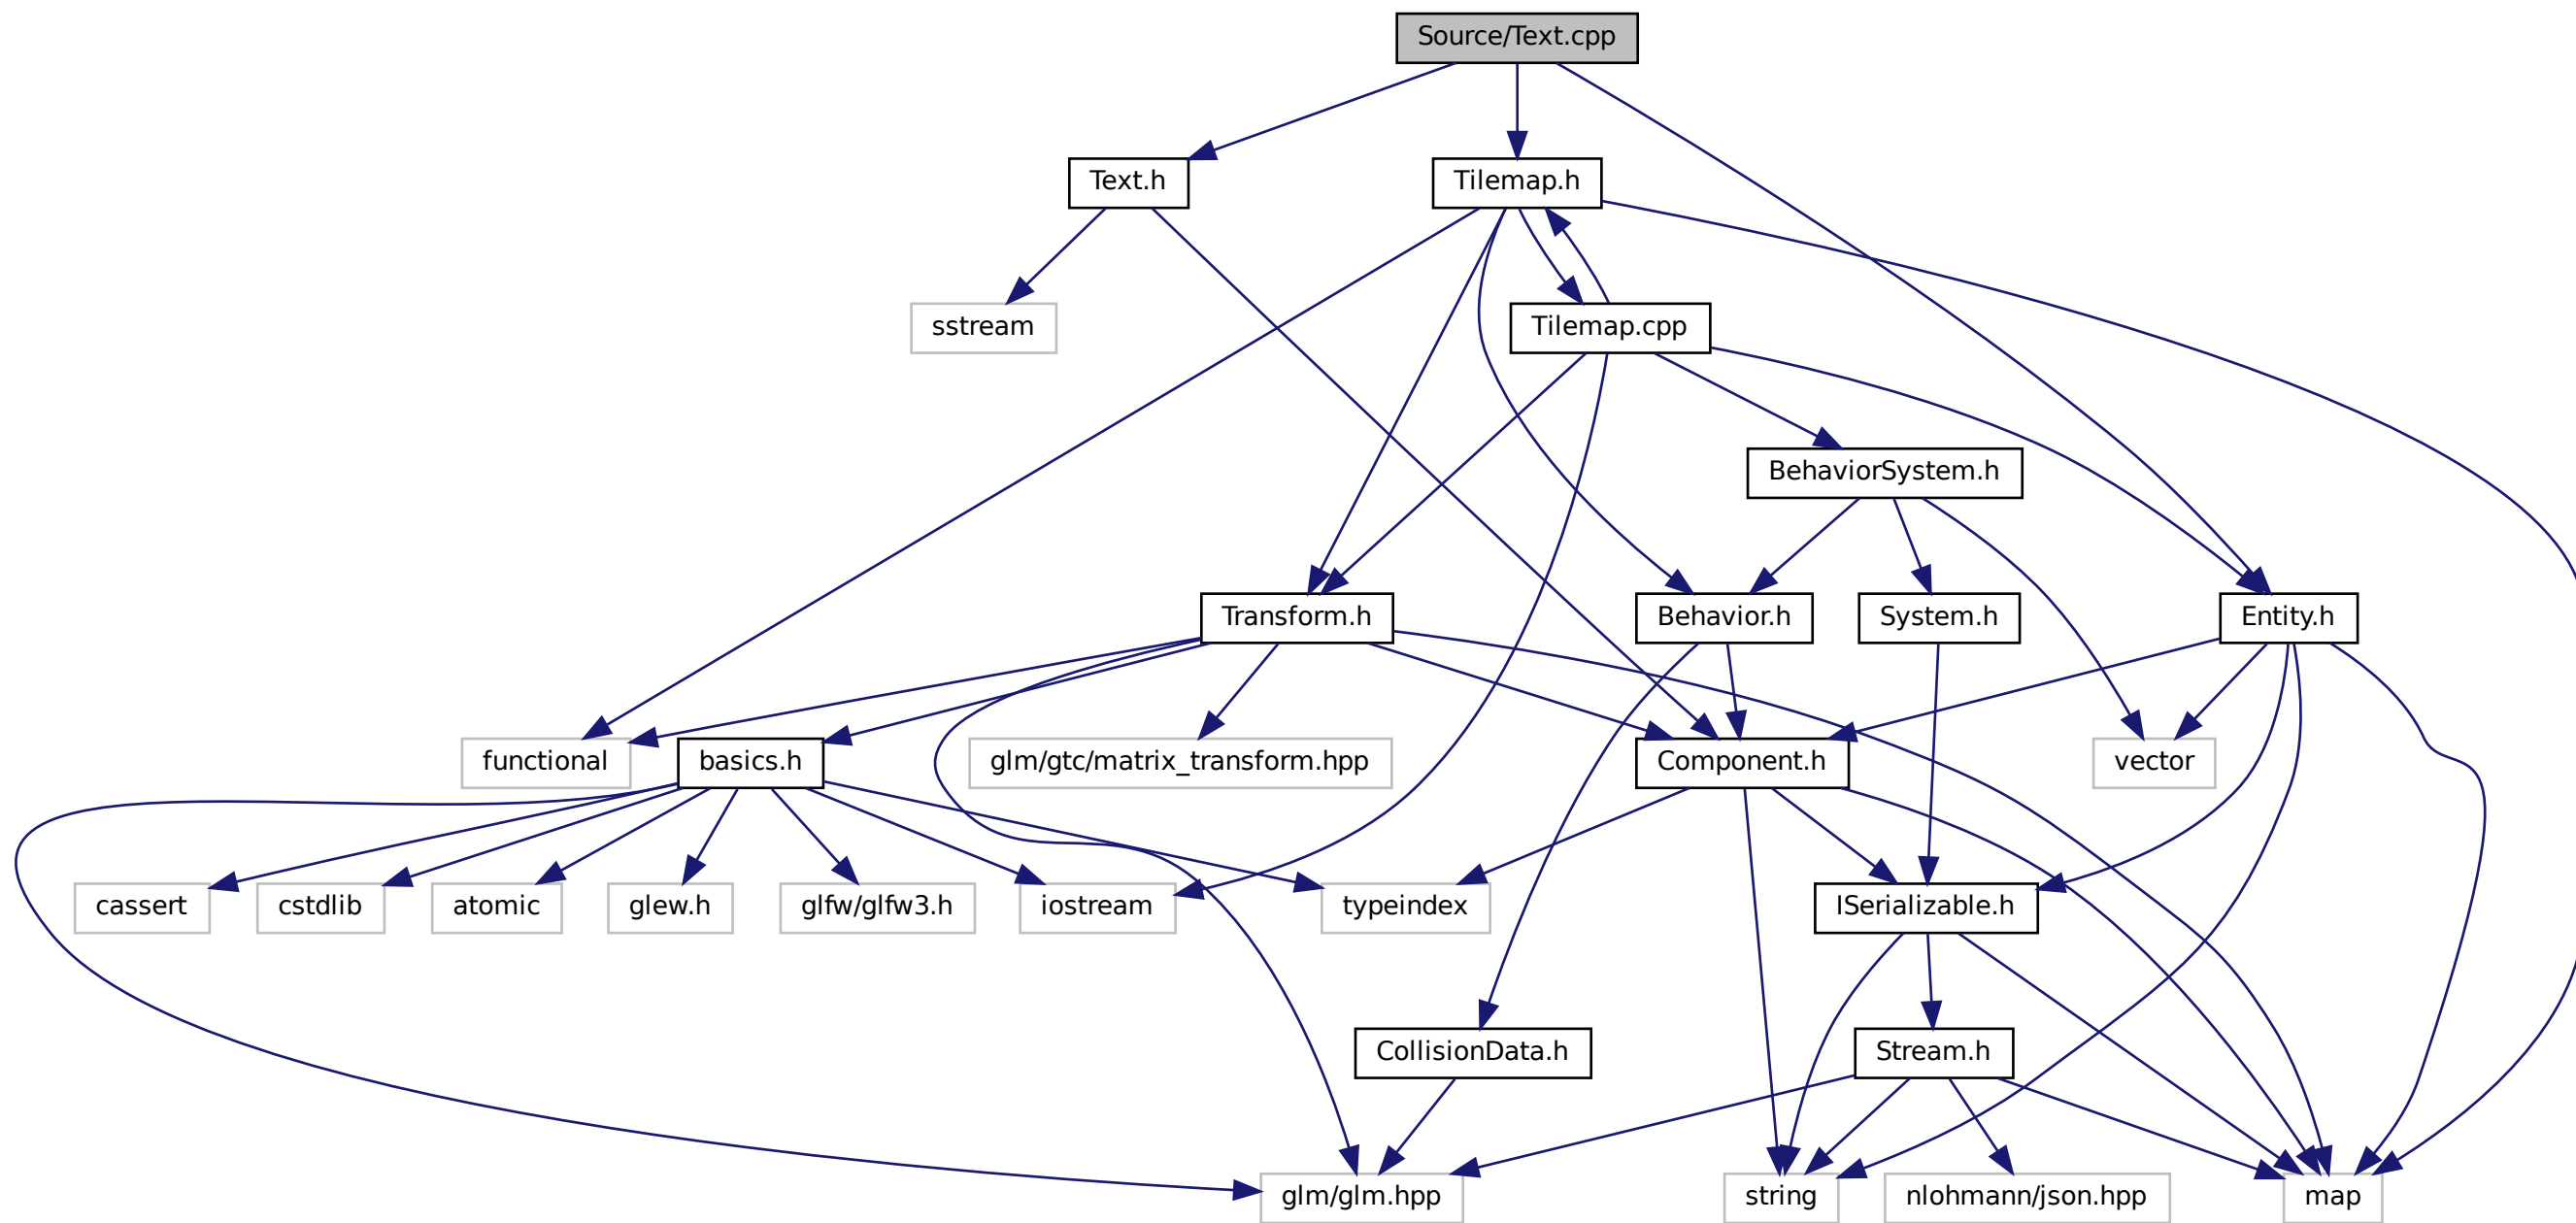 Source/Text.cpp
Text.h
Tilemap.h
sstream
Tilemap.cpp
BehaviorSystem.h
Transform.h
Behavior.h
System.h
Entity.h
functional
basics.h
glm/gtc/matrix_transform.hpp
Component.h
vector
cassert
cstdlib
atomic
glew.h
glfw/glfw3.h
iostream
typeindex
ISerializable.h
CollisionData.h
Stream.h
glm/glm.hpp
string
nlohmann/json.hpp
map